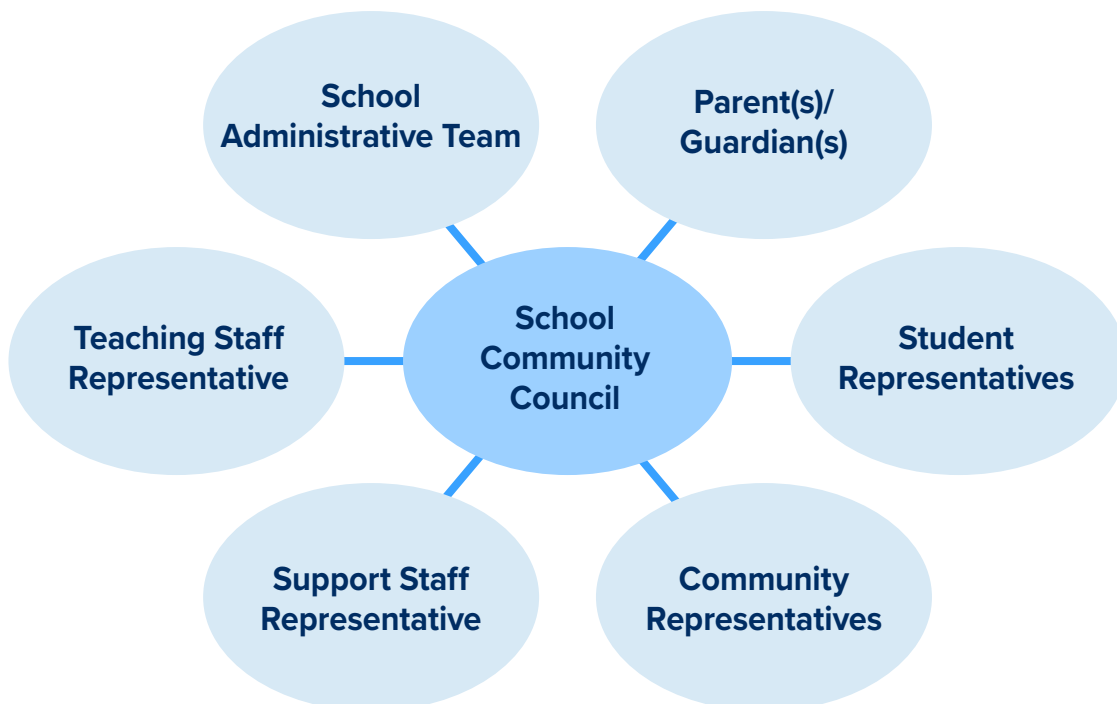 School
Administrative Team
Parent(s)/
Guardian(s)
Teaching Staff
Representative
School
Community
Council
Student
Representatives
Support Staff
Representative
Community
Representatives